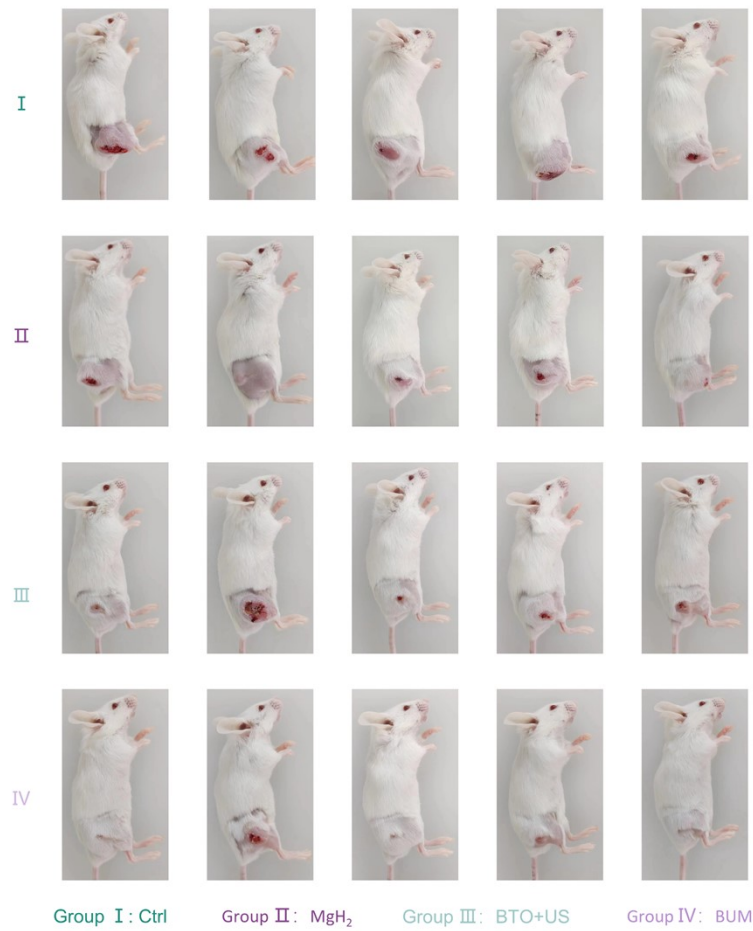 Ⅰ
Ⅱ
Ⅲ
Ⅳ
Group Ⅰ: Ctrl Group Ⅱ: MgH₂ Group Ⅲ: BTO+US Group Ⅳ: BUM